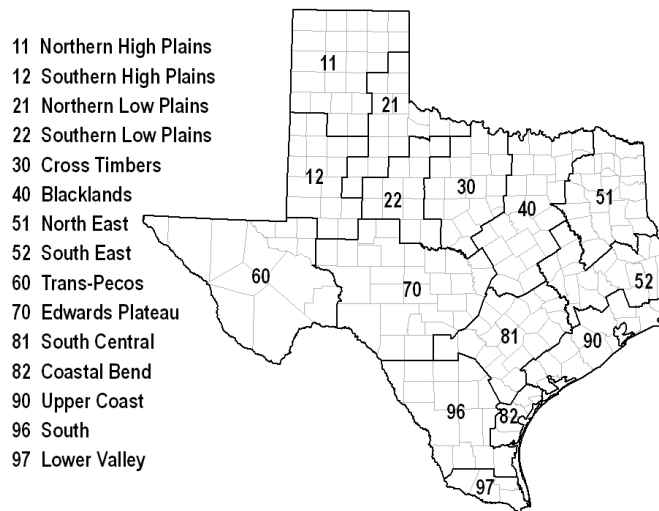 11 Northern High Plains
12 Southern High Plains
21 Northern Low Plains
22 Southern Low Plains
30 Cross Timbers
40 Blacklands
51 North East
52 South East
60 Trans-Pecos
70 Edwards Plateau
81 South Central
82 Coastal Bend
90 Upper Coast
96 South
97 Lower Valley
11
21
12
22
30
40
51
60
70
52
81
90
96
82
97